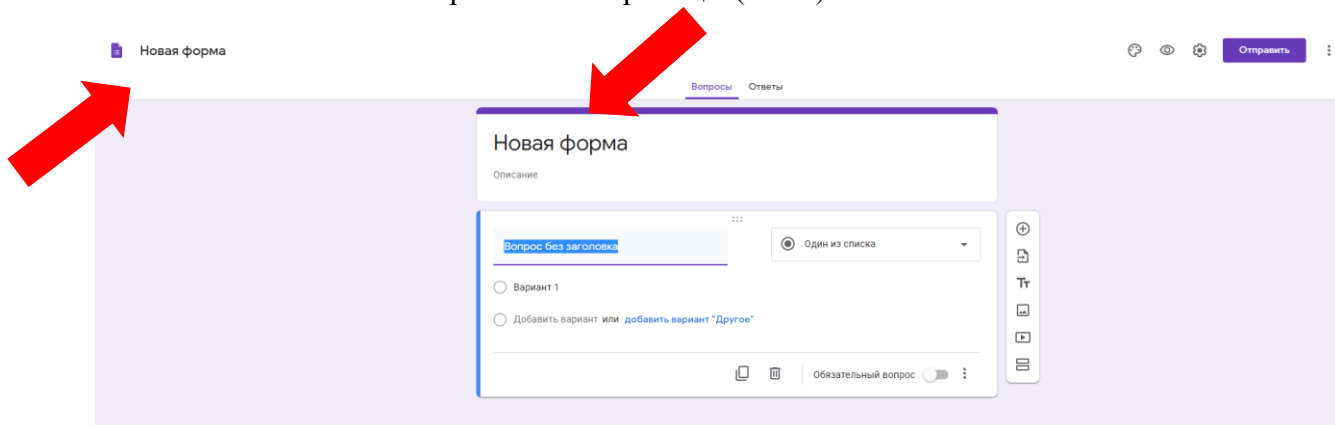 Новая форма
Отправить
Вопросы Ответы
Новая форма
Описание
Вопрос без заголовка
Один из списка
Вариант 1
Добавить вариант или добавить вариант "Другое"
Обязательный вопрос
Тт